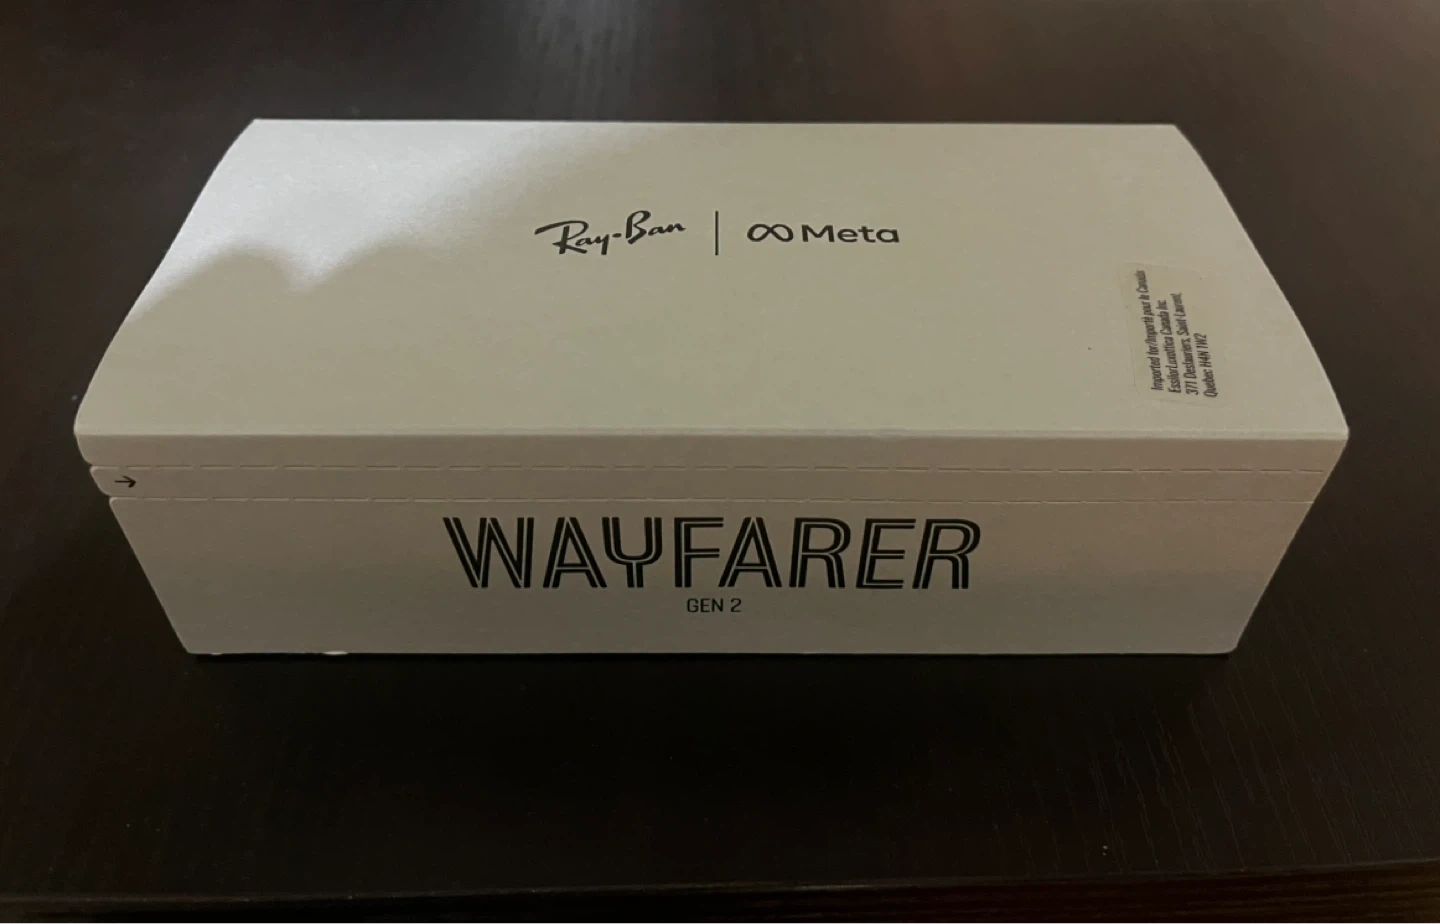 Ray-Ban | Meta
Imported for/Importé pour le Canada
EssilorLuxottica Canada Inc.
371 Deslauriers, Saint-Laurent,
Quebec H4N 1W2
WAYFARER
GEN 2